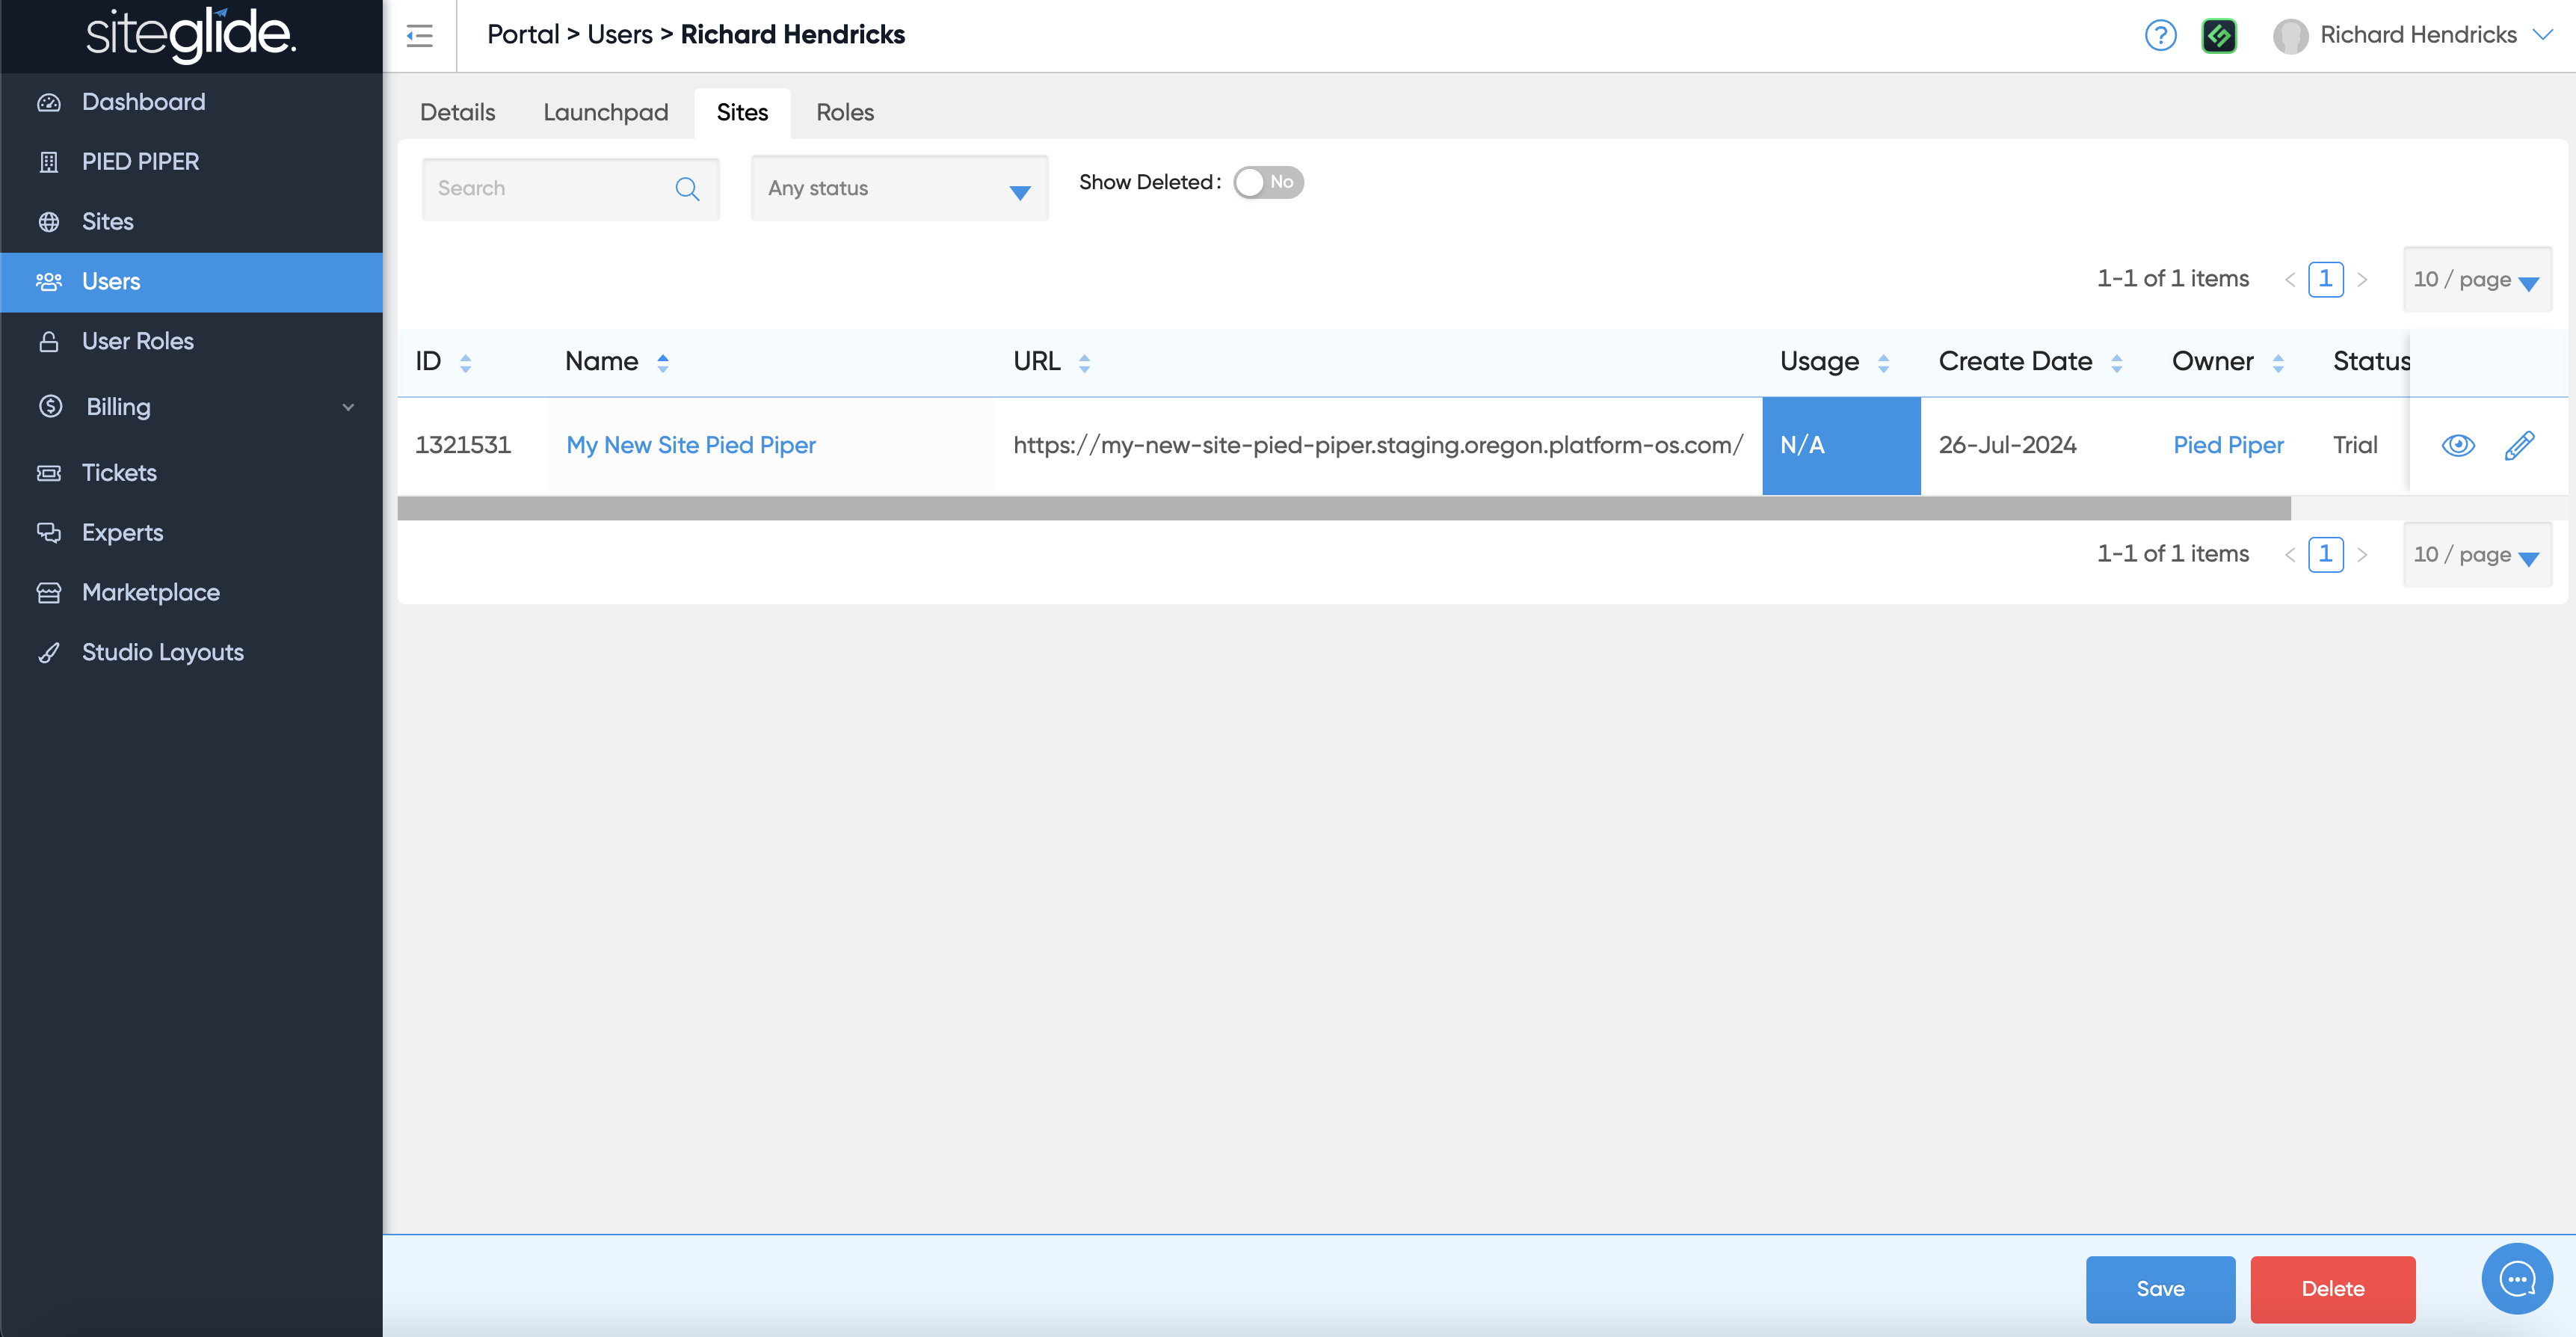 siteglide.
Portal > Users > Richard Hendricks
Richard Hendricks
Dashboard
PIED PIPER
Sites
Users
User Roles
Billing
Tickets
Experts
Marketplace
Studio Layouts
Details Launchpad Sites Roles
Search
Any status
Show Deleted: No
1-1 of 1 items < 1 > 10 / page
ID Name URL Usage Create Date Owner Status
1321531 My New Site Pied Piper https://my-new-site-pied-piper.staging.oregon.platform-os.com/ N/A 26-Jul-2024 Pied Piper Trial
1-1 of 1 items < 1 > 10 / page
Save Delete